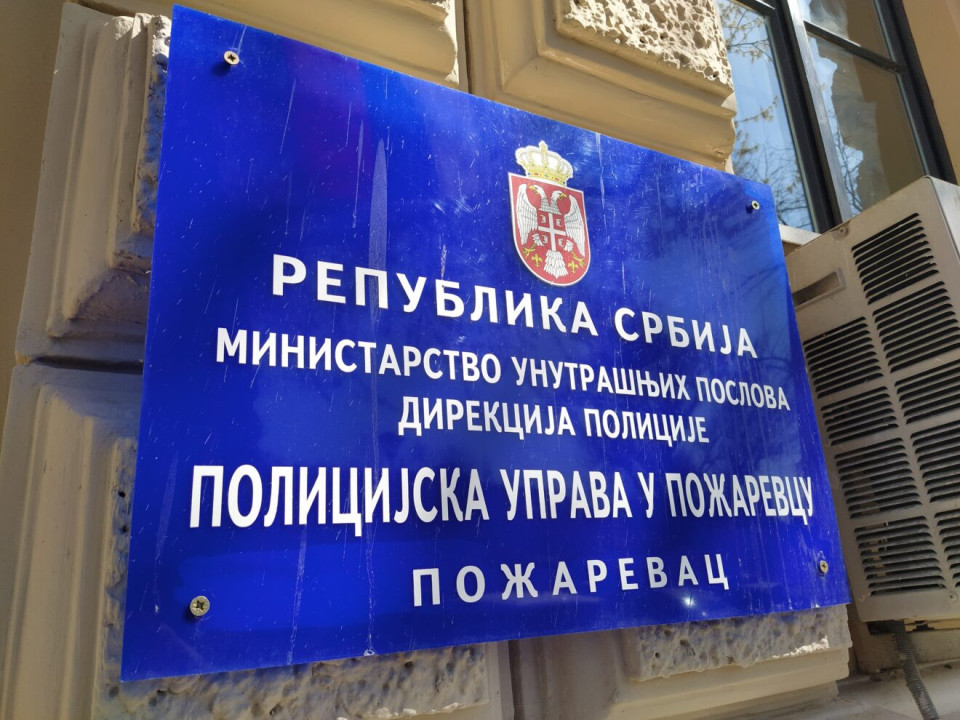 РЕПУБЛИКА СРБИЈА
МИНИСТАРСТВО УНУТРАШЊИХ ПОСЛОВА
ДИРЕКЦИЈА ПОЛИЦИЈЕ
ПОЛИЦИЈСКА УПРАВА У ПОЖАРЕВЦУ
ПОЖАРЕВАЦ